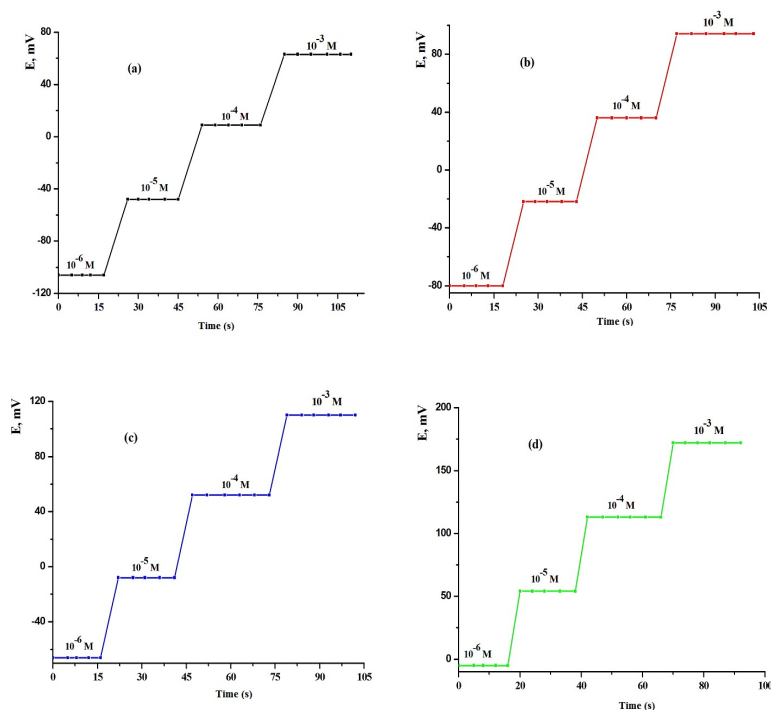 E, mV
80
40
0
-40
-80
-120
(a)
10⁻⁶ M
10⁻⁵ M
10⁻⁴ M
10⁻³ M
0 15 30 45 60 75 90 105
Time (s)
E, mV
80
40
0
-40
-80
(b)
10⁻⁶ M
10⁻⁵ M
10⁻⁴ M
10⁻³ M
0 15 30 45 60 75 90 105
Time (s)
E, mV
120
80
40
0
-40
(c)
10⁻⁶ M
10⁻⁵ M
10⁻⁴ M
10⁻³ M
0 15 30 45 60 75 90 105
Time (s)
E, mV
200
150
100
50
0
(d)
10⁻⁶ M
10⁻⁵ M
10⁻⁴ M
10⁻³ M
0 20 40 60 80 100
Time (s)